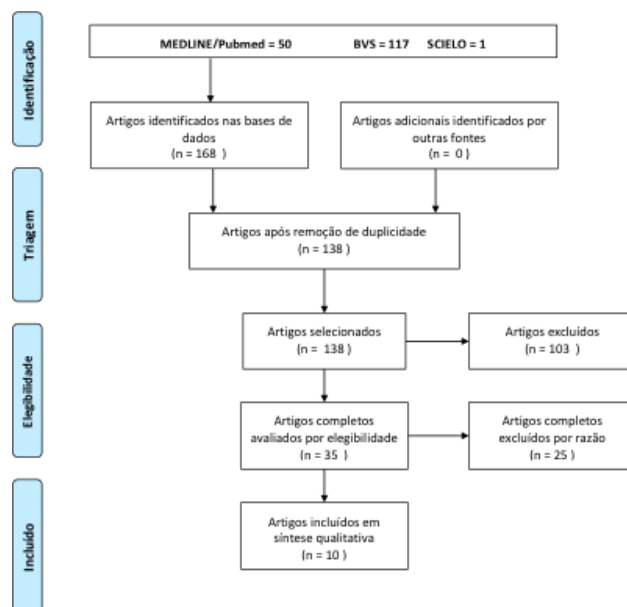 Identificação
MEDLINE/Pubmed = 50 BVS = 117 SCIELO = 1
Artigos identificados nas bases de
dados
(n = 168 )
Artigos adicionais identificados por
outras fontes
(n = 0 )
Triagem
Artigos após remoção de duplicidade
(n = 138 )
Elegibilidade
Artigos selecionados
(n = 138 )
Artigos excluídos
(n = 103 )
Artigos completos
avaliados por elegibilidade
(n = 35 )
Artigos completos
excluídos por razão
(n = 25 )
Incluído
Artigos incluídos em
síntese qualitativa
(n = 10 )